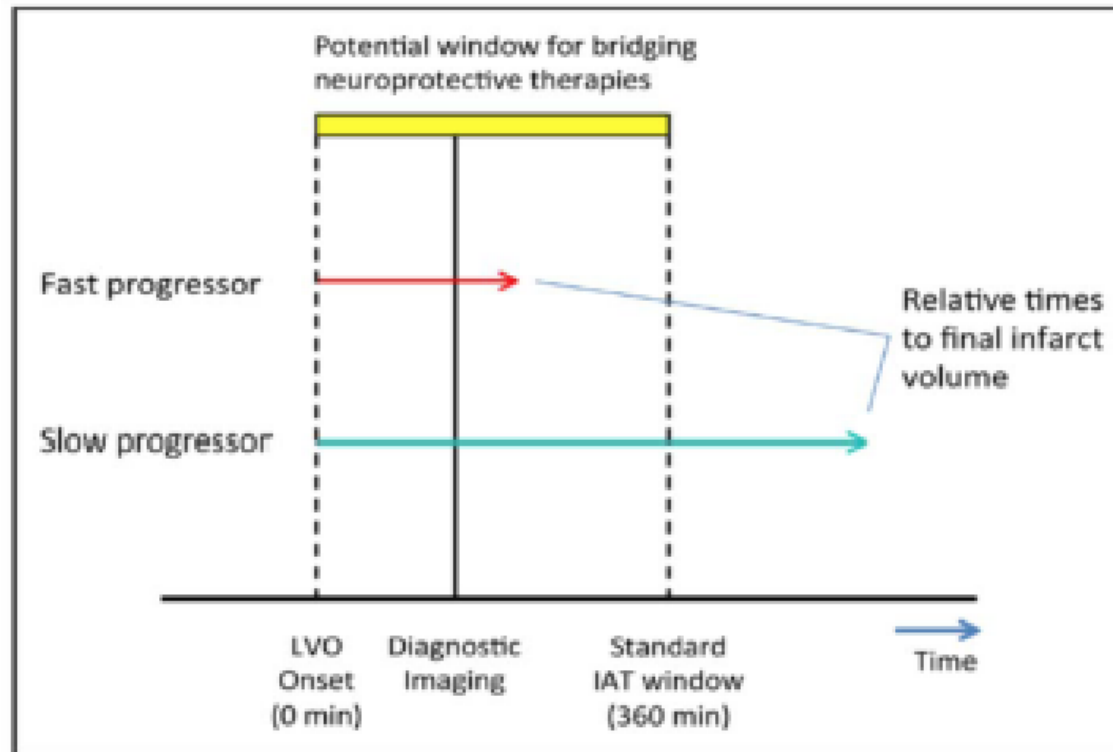 Potential window for bridging
neuroprotective therapies
Fast progressor
Relative times
to final infarct
volume
Slow progressor
LVO
Onset
(0 min)
Diagnostic
Imaging
Standard
IAT window
(360 min)
Time